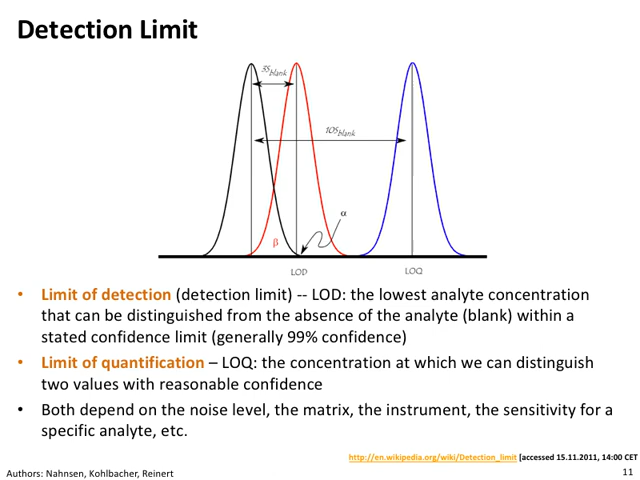 Detection Limit
3S blank
10S blank
α
β
LOD
LOQ
• Limit of detection (detection limit) -- LOD: the lowest analyte concentration
that can be distinguished from the absence of the analyte (blank) within a
stated confidence limit (generally 99% confidence)
• Limit of quantification – LOQ: the concentration at which we can distinguish
two values with reasonable confidence
• Both depend on the noise level, the matrix, the instrument, the sensitivity for a
specific analyte, etc.
http://en.wikipedia.org/wiki/Detection_limit [accessed 15.11.2011, 14:00 CET
Authors: Nahnsen, Kohlbacher, Reinert
11